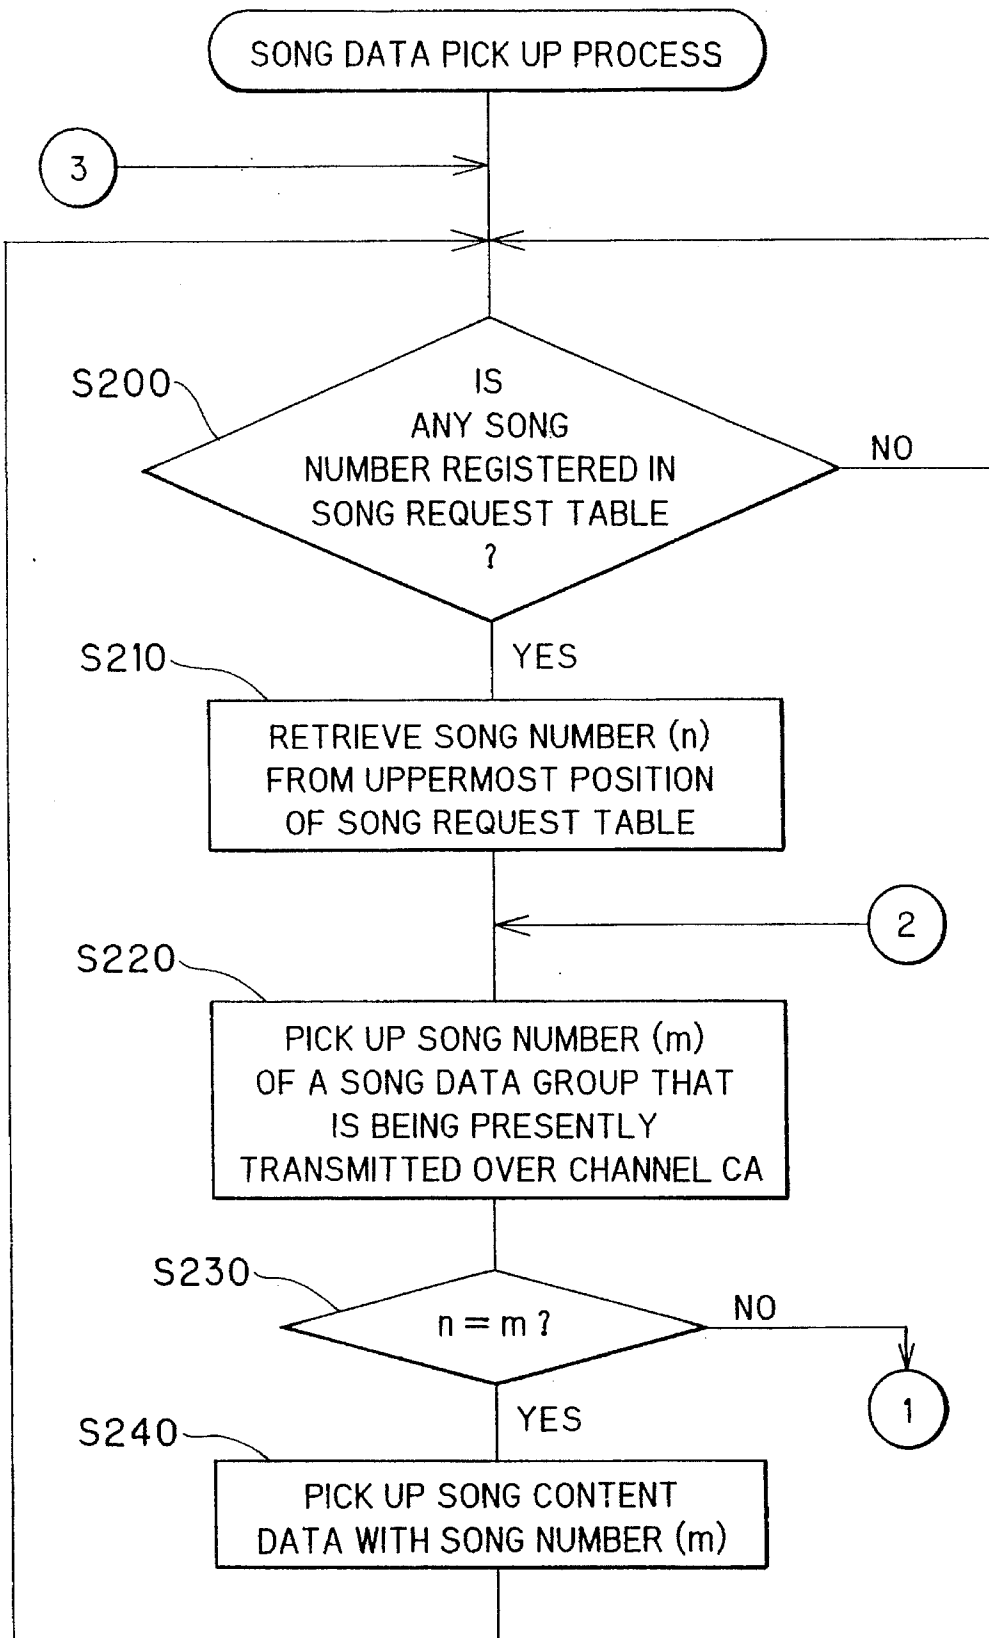 SONG DATA PICK UP PROCESS
3
S200
IS
ANY SONG
NUMBER REGISTERED IN
SONG REQUEST TABLE
?
NO
YES
S210
RETRIEVE SONG NUMBER (n)
FROM UPPERMOST POSITION
OF SONG REQUEST TABLE
2
S220
PICK UP SONG NUMBER (m)
OF A SONG DATA GROUP THAT
IS BEING PRESENTLY
TRANSMITTED OVER CHANNEL CA
S230
n = m ?
NO
1
YES
S240
PICK UP SONG CONTENT
DATA WITH SONG NUMBER (m)